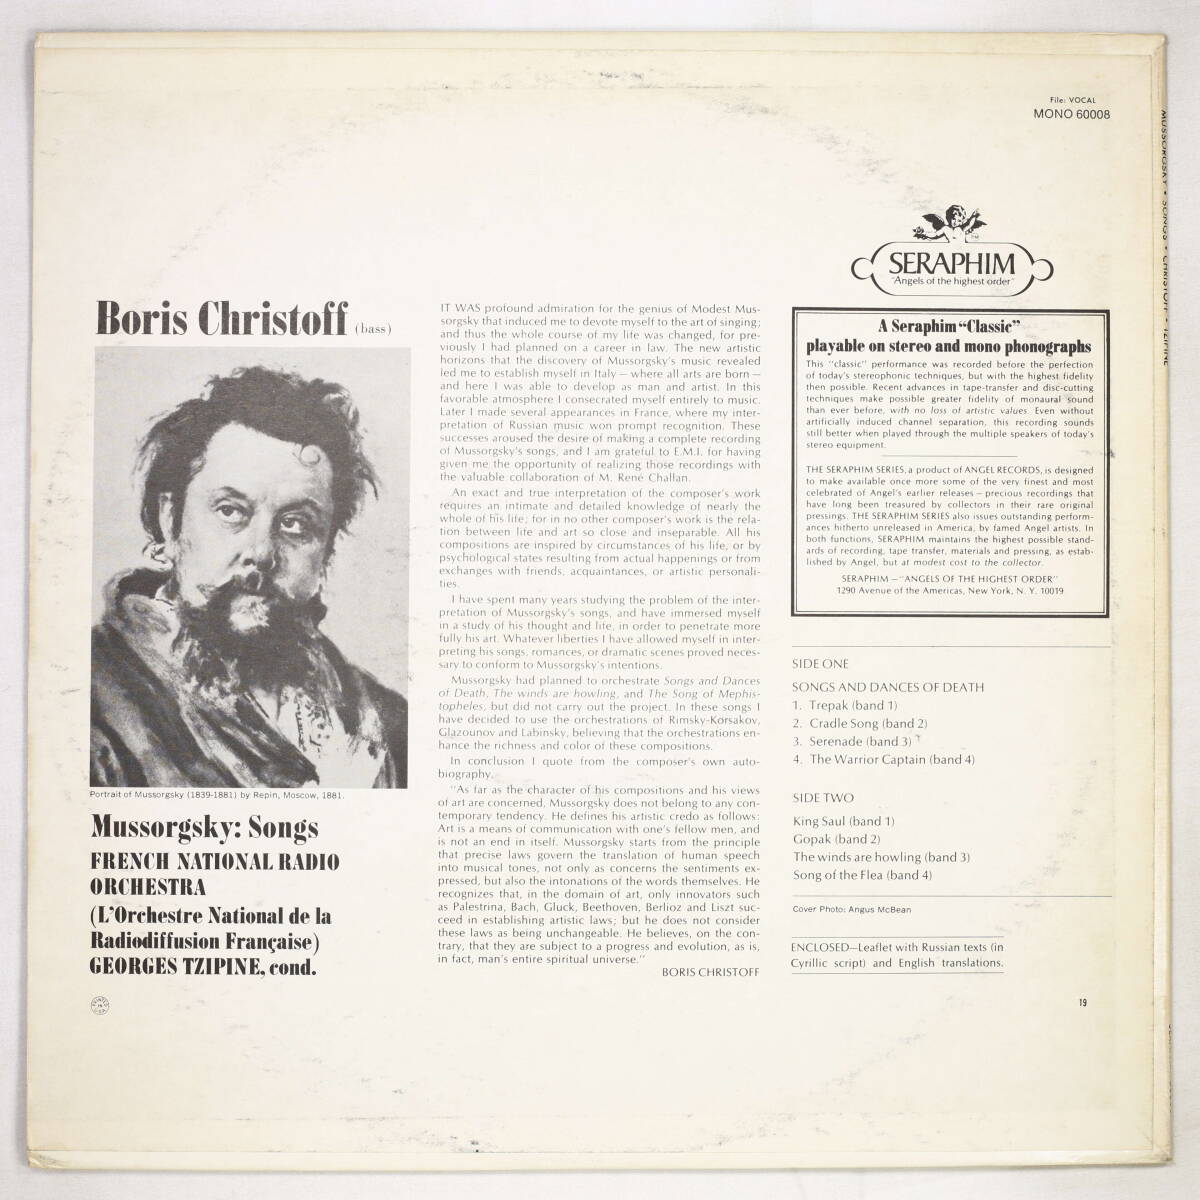 File: VOCAL
MONO 60008
SERAPHIM
"Angels of the highest order"
Boris Christoff (bass)
Portrait of Mussorgsky (1839-1881) by Repin, Moscow, 1881.
Mussorgsky: Songs
FRENCH NATIONAL RADIO
ORCHESTRA
(L'Orchestre National de la
Radiodiffusion Française)
GEORGES TZIPINE, cond.
PRINTED IN U.S.A.
IT WAS profound admiration for the genius of Modest Mus-
sorgsky that induced me to devote myself to the art of singing;
and thus the whole course of my life was changed, for pre-
viously I had planned on a career in law. The new artistic
horizons that the discovery of Mussorgsky's music revealed
led me to establish myself in Italy – where all arts are born –
and here I was able to develop as man and artist. In this
favorable atmosphere I consecrated myself entirely to music.
Later I made several appearances in France, where my inter-
pretation of Russian music won prompt recognition. These
successes aroused the desire of making a complete recording
of Mussorgsky's songs, and I am grateful to E.M.I. for having
given me the opportunity of realizing those recordings with
the valuable collaboration of M. René Challan.
An exact and true interpretation of the composer's work
requires an intimate and detailed knowledge of nearly the
whole of his life; for in no other composer's work is the rela-
tion between life and art so close and inseparable. All his
compositions are inspired by circumstances of his life, or by
psychological states resulting from actual happenings or from
exchanges with friends, acquaintances, or artistic personali-
ties.
I have spent many years studying the problem of the inter-
pretation of Mussorgsky's songs, and have immersed myself
in a study of his thought and life, in order to penetrate more
fully his art. Whatever liberties I have allowed myself in inter-
preting his songs, romances, or dramatic scenes proved neces-
sary to conform to Mussorgsky's intentions.
Mussorgsky had planned to orchestrate Songs and Dances
of Death, The winds are howling, and The Song of Mephis-
topheles, but did not carry out the project. In these songs I
have decided to use the orchestrations of Rimsky-Korsakov,
Glazounov and Labinsky, believing that the orchestrations en-
hance the richness and color of these compositions.
In conclusion I quote from the composer's own auto-
biography.
"As far as the character of his compositions and his views
of art are concerned, Mussorgsky does not belong to any con-
temporary tendency. He defines his artistic credo as follows:
Art is a means of communication with one's fellow men, and
is not an end in itself. Mussorgsky starts from the principle
that precise laws govern the translation of human speech
into musical tones, not only as concerns the sentiments ex-
pressed, but also the intonations of the words themselves. He
recognizes that, in the domain of art, only innovators such
as Palestrina, Bach, Gluck, Beethoven, Berlioz and Liszt suc-
ceed in establishing artistic laws; but he does not consider
these laws as being unchangeable. He believes, on the con-
trary, that they are subject to a progress and evolution, as is,
in fact, man's entire spiritual universe."
BORIS CHRISTOFF
A Seraphim "Classic"
playable on stereo and mono phonographs
This "classic" performance was recorded before the perfection
of today's stereophonic techniques, but with the highest fidelity
then possible. Recent advances in tape-transfer and disc-cutting
techniques make possible greater fidelity of monaural sound
than ever before, with no loss of artistic values. Even without
artificially induced channel separation, this recording sounds
still better when played through the multiple speakers of today's
stereo equipment.
THE SERAPHIM SERIES, a product of ANGEL RECORDS, is designed
to make available once more some of the very finest and most
celebrated of Angel's earlier releases – precious recordings that
have long been treasured by collectors in their rare original
pressings. THE SERAPHIM SERIES also issues outstanding perform-
ances hitherto unreleased in America, by famed Angel artists. In
both functions, SERAPHIM maintains the highest possible stand-
ards of recording, tape transfer, materials and pressing, as estab-
lished by Angel, but at modest cost to the collector.
SERAPHIM – "ANGELS OF THE HIGHEST ORDER"
1290 Avenue of the Americas, New York, N. Y. 10019
SIDE ONE
SONGS AND DANCES OF DEATH
1. Trepak (band 1)
2. Cradle Song (band 2)
3. Serenade (band 3)
4. The Warrior Captain (band 4)
SIDE TWO
King Saul (band 1)
Gopak (band 2)
The winds are howling (band 3)
Song of the Flea (band 4)
Cover Photo: Angus McBean
ENCLOSED—Leaflet with Russian texts (in
Cyrillic script) and English translations.
19
MUSSORGSKY • SONGS • CHRISTOFF • TZIPINE